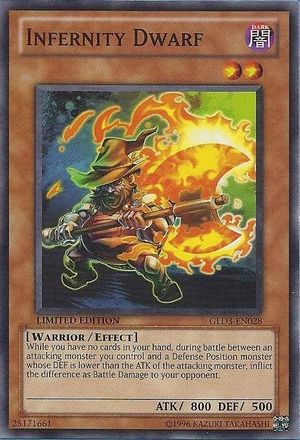 INFERNITY DWARF
DARK
闇
LIMITED EDITION
GLD3-EN028
[WARRIOR / EFFECT]
While you have no cards in your hand, during battle between an
attacking monster you control and a Defense Position monster
whose DEF is lower than the ATK of the attacking monster, inflict
the difference as Battle Damage to your opponent.
ATK/ 800 DEF/ 500
25171661
©1996 KAZUKI TAKAHASHI